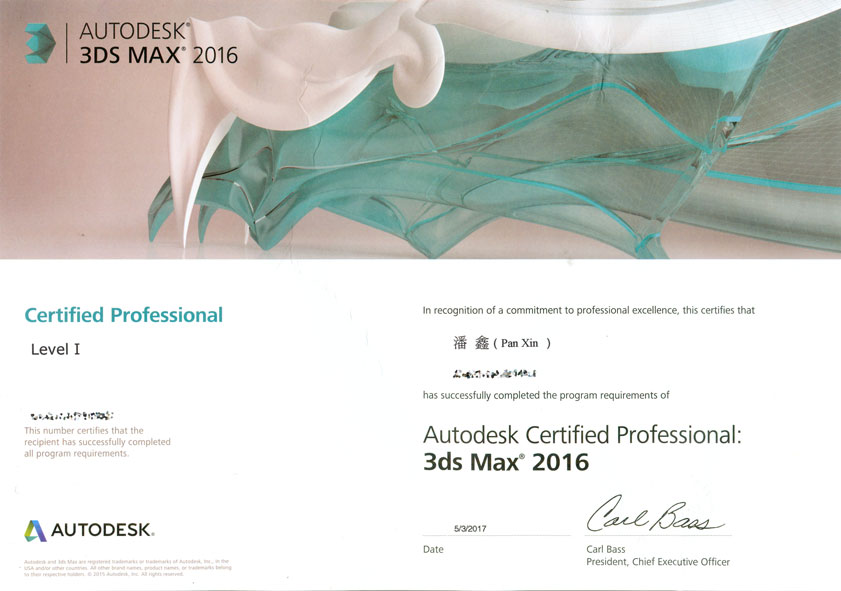 AUTODESK®
3DS MAX® 2016
Certified Professional
Level I
This number certifies that the
recipient has successfully completed
all program requirements.
AUTODESK®
Autodesk and 3ds Max are registered trademarks or trademarks of Autodesk, Inc., in the
USA and/or other countries. All other brand names, product names, or trademarks belong
to their respective holders. © 2015 Autodesk, Inc. All rights reserved.
In recognition of a commitment to professional excellence, this certifies that
潘 鑫 ( Pan Xin )
has successfully completed the program requirements of
Autodesk Certified Professional:
3ds Max® 2016
5/3/2017
Date
Carl Bass
Carl Bass
President, Chief Executive Officer